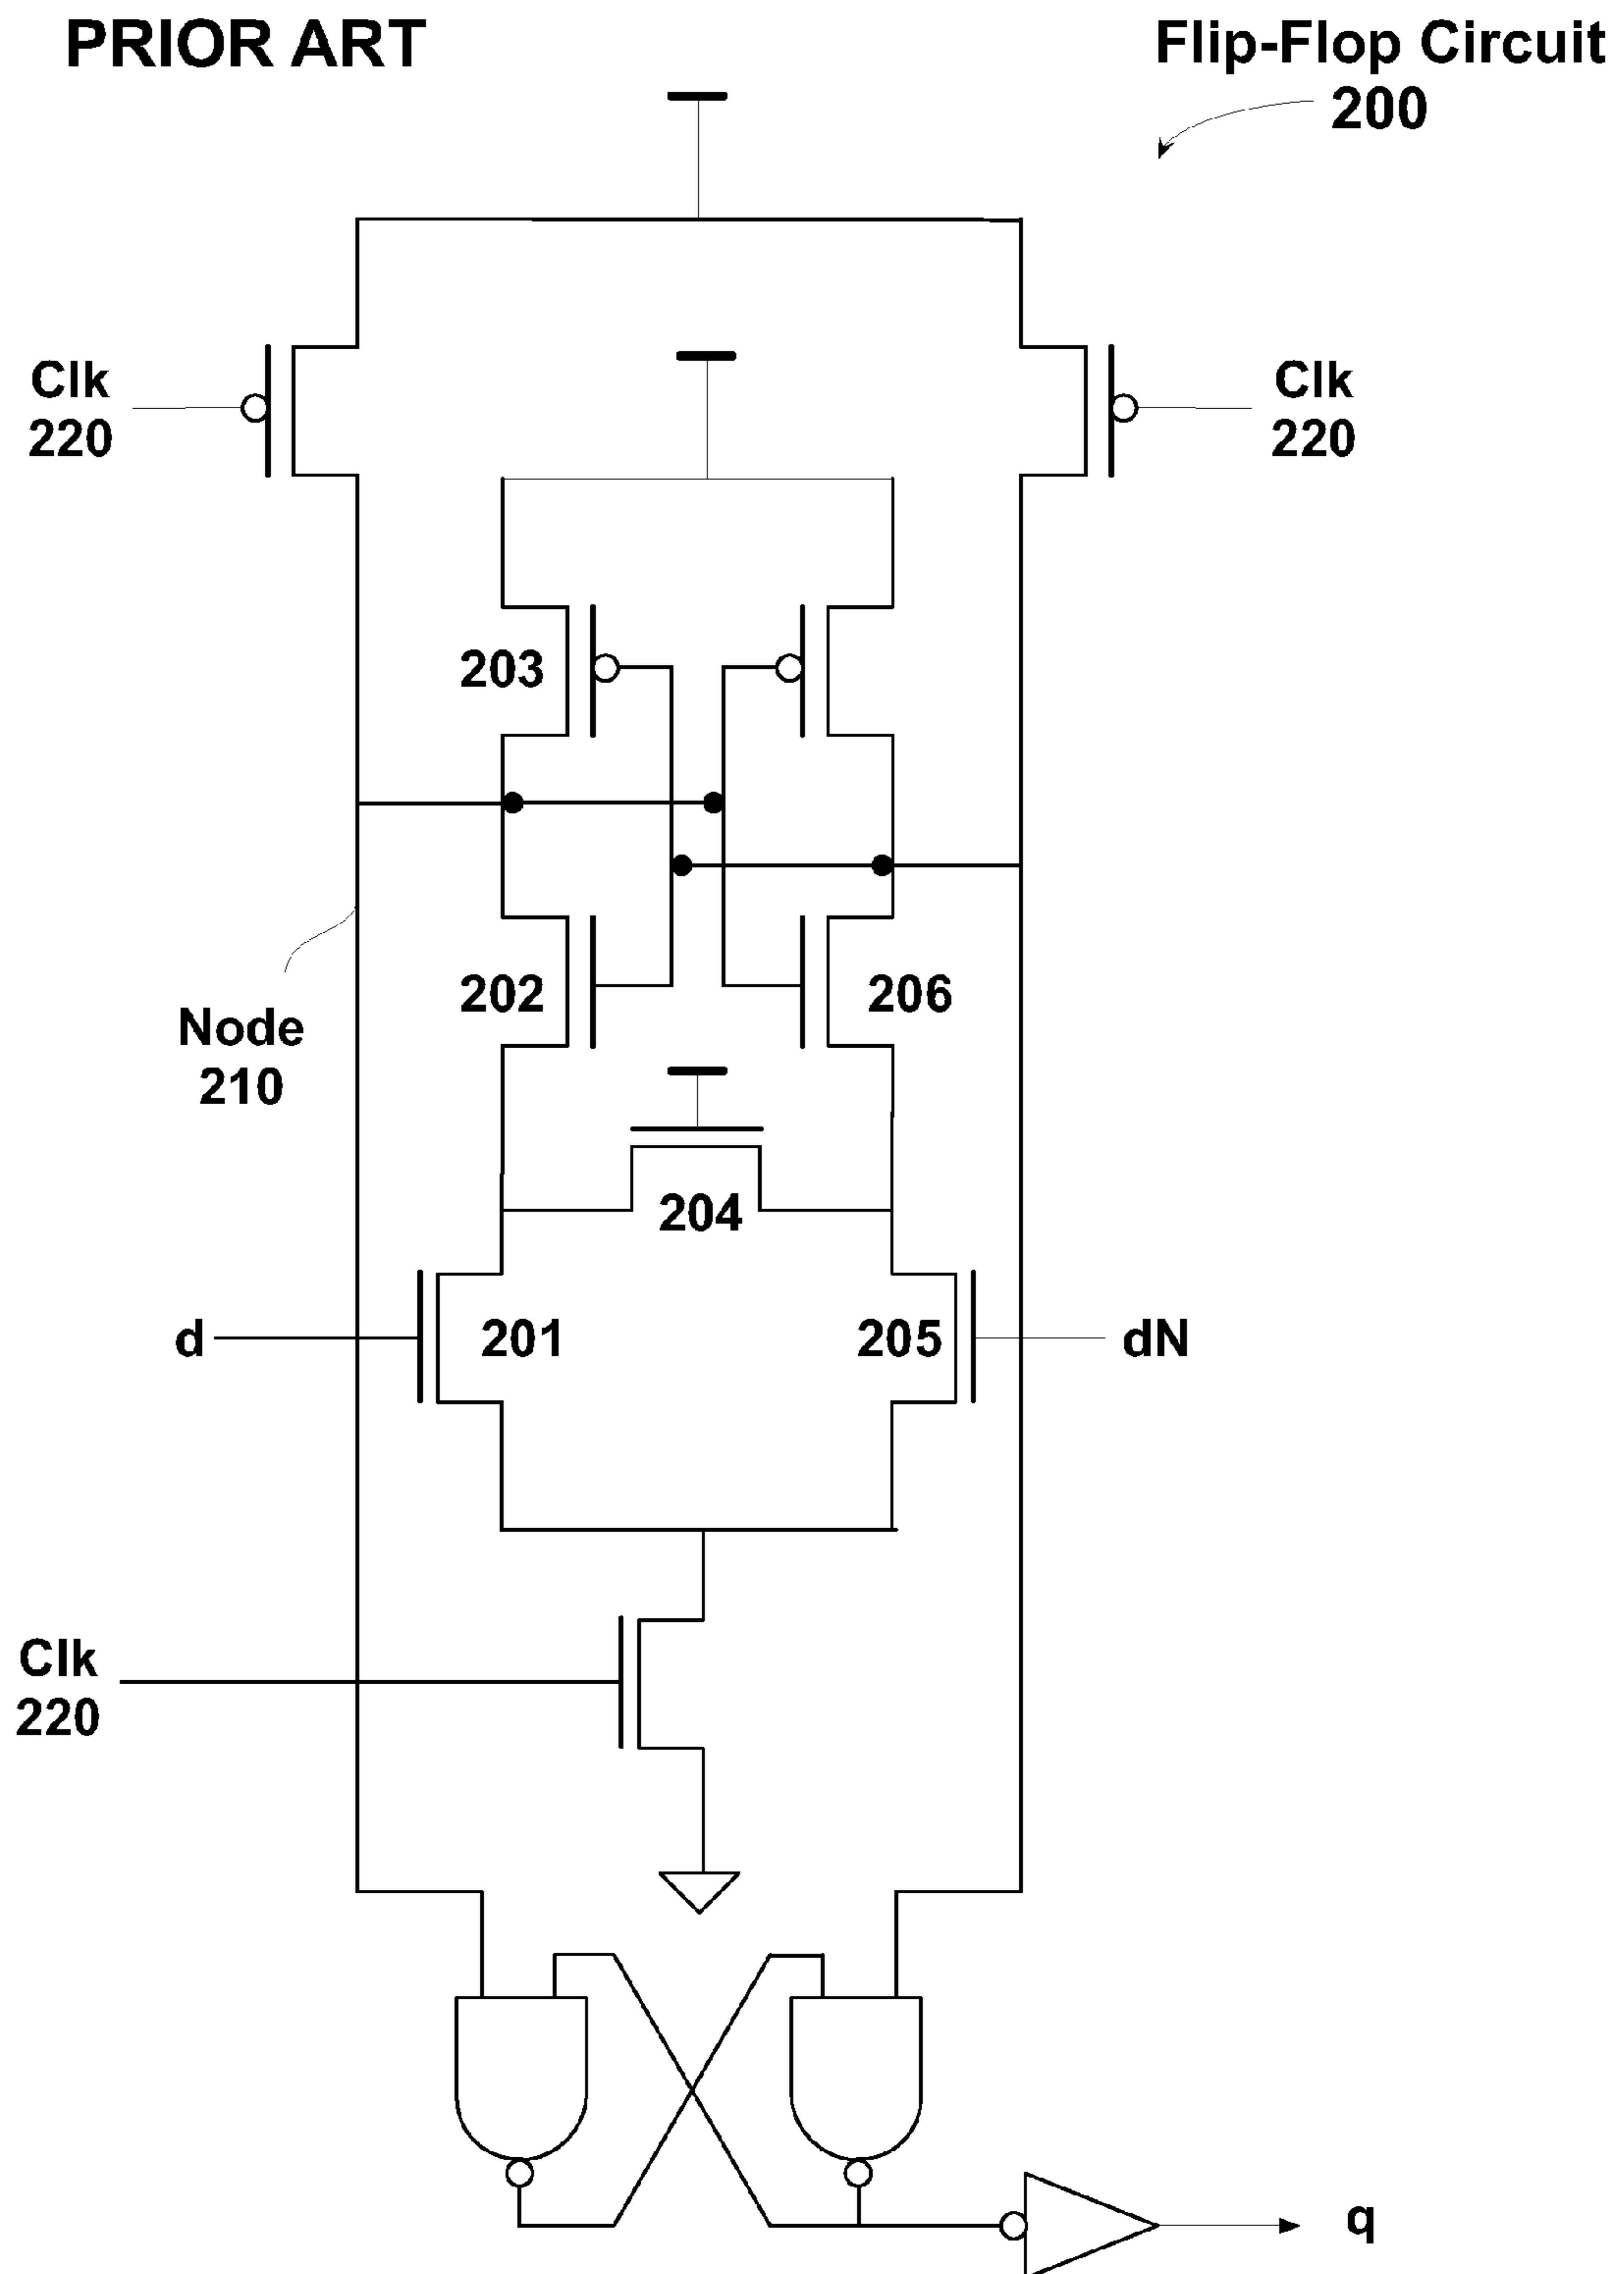 PRIOR ART
Flip-Flop Circuit
200
Clk
220
Clk
220
203
202
206
Node
210
204
d
201
205
dN
Clk
220
q